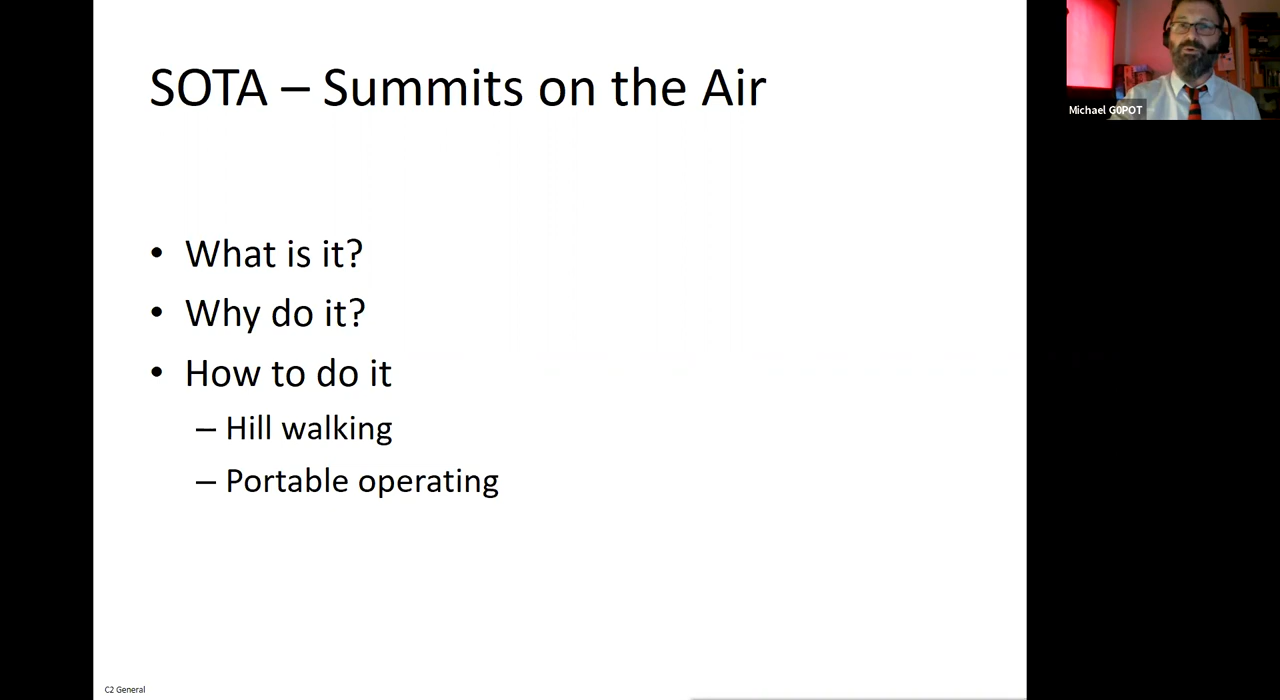 SOTA – Summits on the Air
• What is it?
• Why do it?
• How to do it
– Hill walking
– Portable operating
C2 General
Michael G0POT